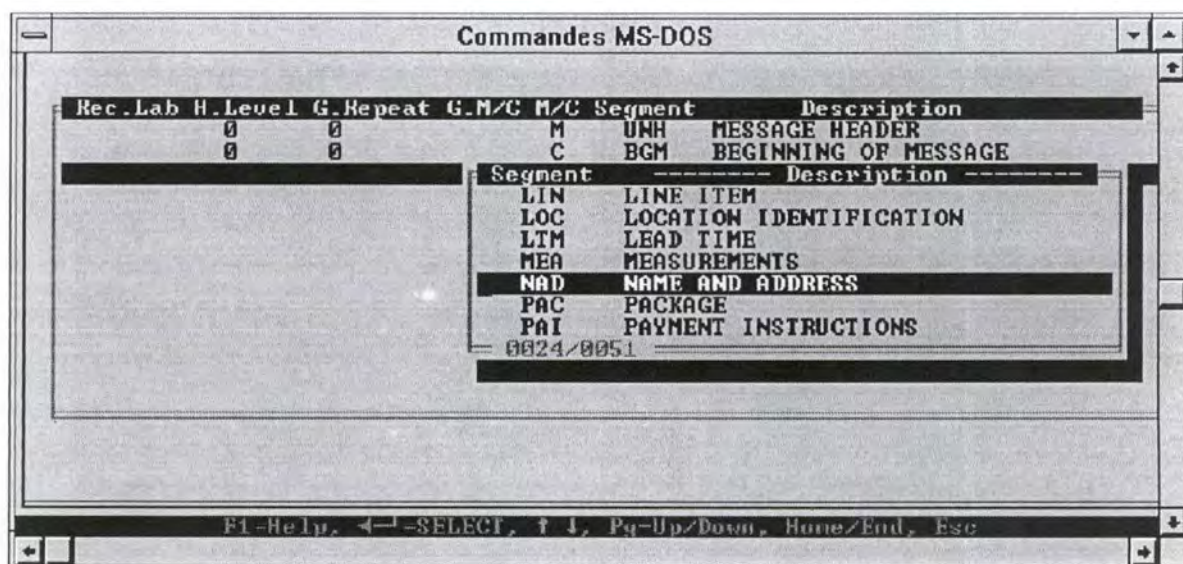 Commandes MS-DOS
Rec.Lab H.Level G.Repeat G.M/C M/C Segment Description
0 0 M UNH MESSAGE HEADER
0 0 C BGM BEGINNING OF MESSAGE
Segment -------- Description --------
LIN LINE ITEM
LOC LOCATION IDENTIFICATION
LTM LEAD TIME
MEA MEASUREMENTS
NAD NAME AND ADDRESS
PAC PACKAGE
PAI PAYMENT INSTRUCTIONS
0024/0051
F1-Help, ◄─┘-SELECT, ↑ ↓, Pg-Up/Down, Home/End, Esc